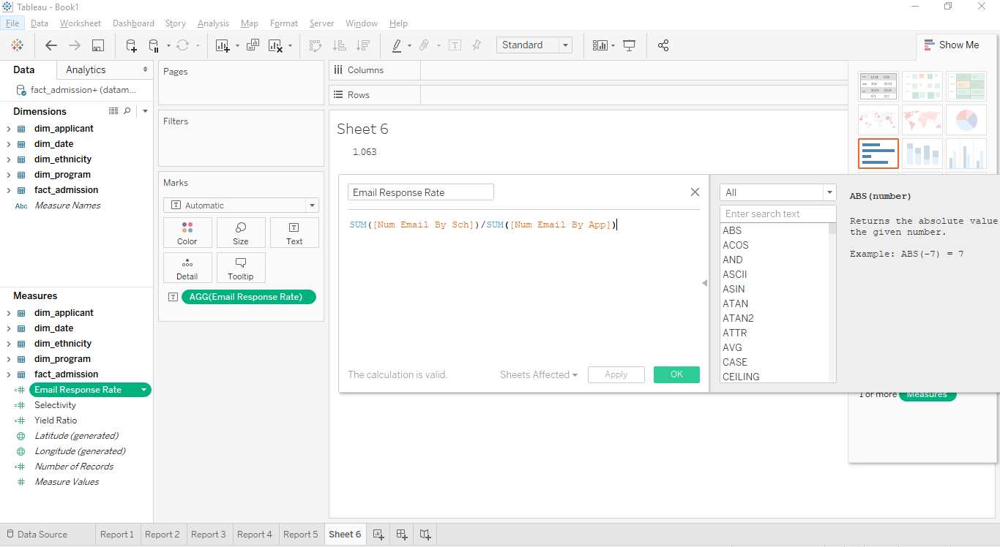 Tableau - Book1
File Data Worksheet Dashboard Story Analysis Map Format Server Window Help
Standard
Show Me
Data Analytics
fact_admission+ (datam...
Dimensions
dim_applicant
dim_date
dim_ethnicity
dim_program
fact_admission
Abc Measure Names
Measures
dim_applicant
dim_date
dim_ethnicity
dim_program
fact_admission
Email Response Rate
Selectivity
Yield Ratio
Latitude (generated)
Longitude (generated)
Number of Records
Measure Values
Pages
Filters
Marks
T Automatic
Color Size Text
Detail Tooltip
AGG(Email Response Rate)
Columns
Rows
Sheet 6
1.063
Email Response Rate
SUM([Num Email By Sch])/SUM([Num Email By App])
The calculation is valid.
Sheets Affected
Apply
OK
All
Enter search text
ABS
ACOS
AND
ASCII
ASIN
ATAN
ATAN2
ATTR
AVG
CASE
CEILING
ABS(number)
Returns the absolute value
the given number.
Example: ABS(-7) = 7
1 or more Measures
Data Source Report 1 Report 2 Report 3 Report 4 Report 5 Sheet 6